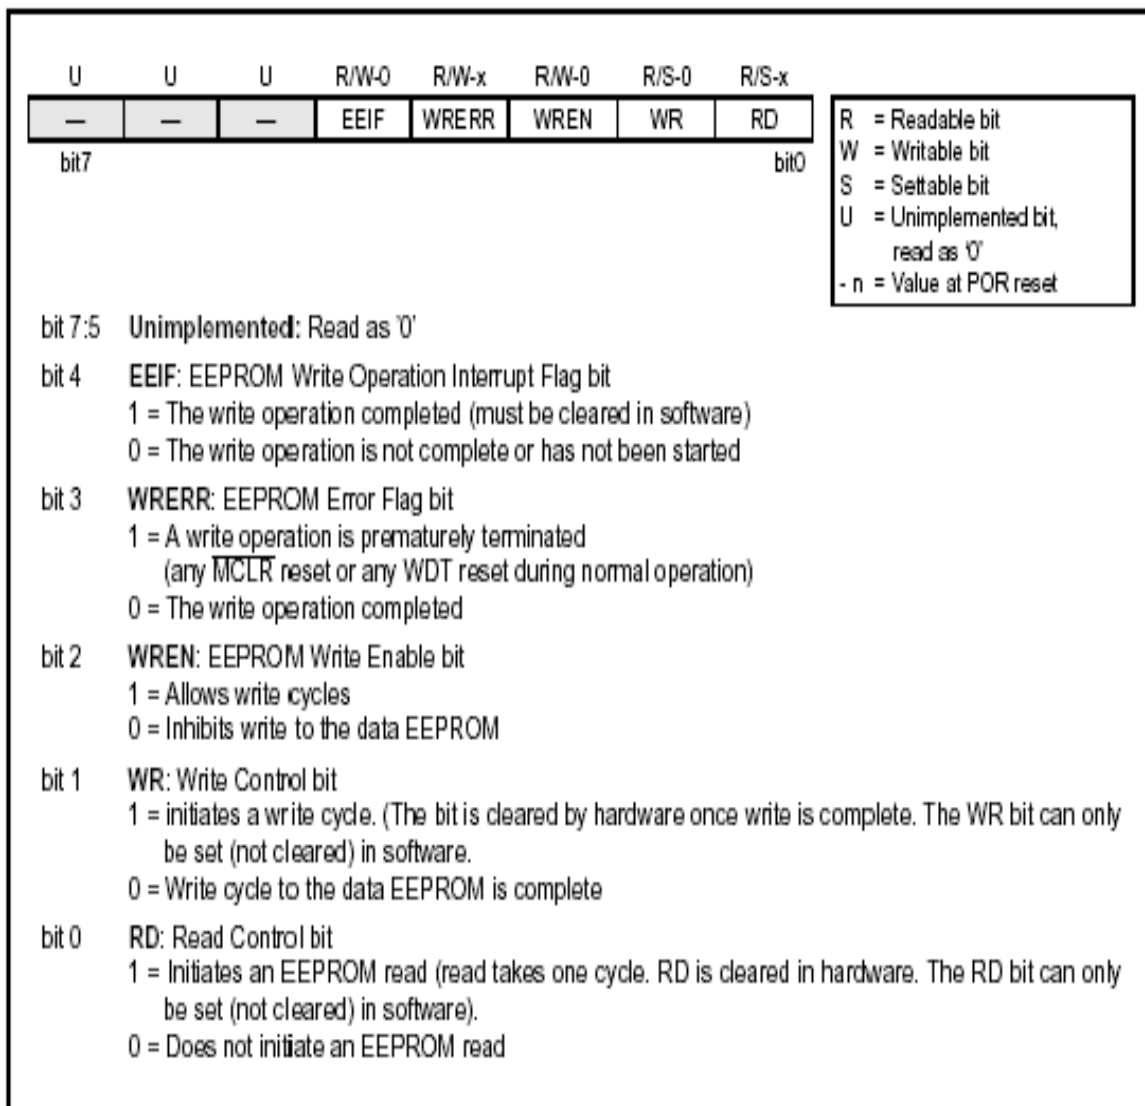 U U U R/W-0 R/W-x R/W-0 R/S-0 R/S-x
— — — EEIF WRERR WREN WR RD
bit7 bit0
R = Readable bit
W = Writable bit
S = Settable bit
U = Unimplemented bit,
read as '0'
- n = Value at POR reset
bit 7:5 Unimplemented: Read as '0'
bit 4 EEIF: EEPROM Write Operation Interrupt Flag bit
1 = The write operation completed (must be cleared in software)
0 = The write operation is not complete or has not been started
bit 3 WRERR: EEPROM Error Flag bit
1 = A write operation is prematurely terminated
(any MCLR reset or any WDT reset during normal operation)
0 = The write operation completed
bit 2 WREN: EEPROM Write Enable bit
1 = Allows write cycles
0 = Inhibits write to the data EEPROM
bit 1 WR: Write Control bit
1 = initiates a write cycle. (The bit is cleared by hardware once write is complete. The WR bit can only
be set (not cleared) in software.
0 = Write cycle to the data EEPROM is complete
bit 0 RD: Read Control bit
1 = Initiates an EEPROM read (read takes one cycle. RD is cleared in hardware. The RD bit can only
be set (not cleared) in software).
0 = Does not initiate an EEPROM read